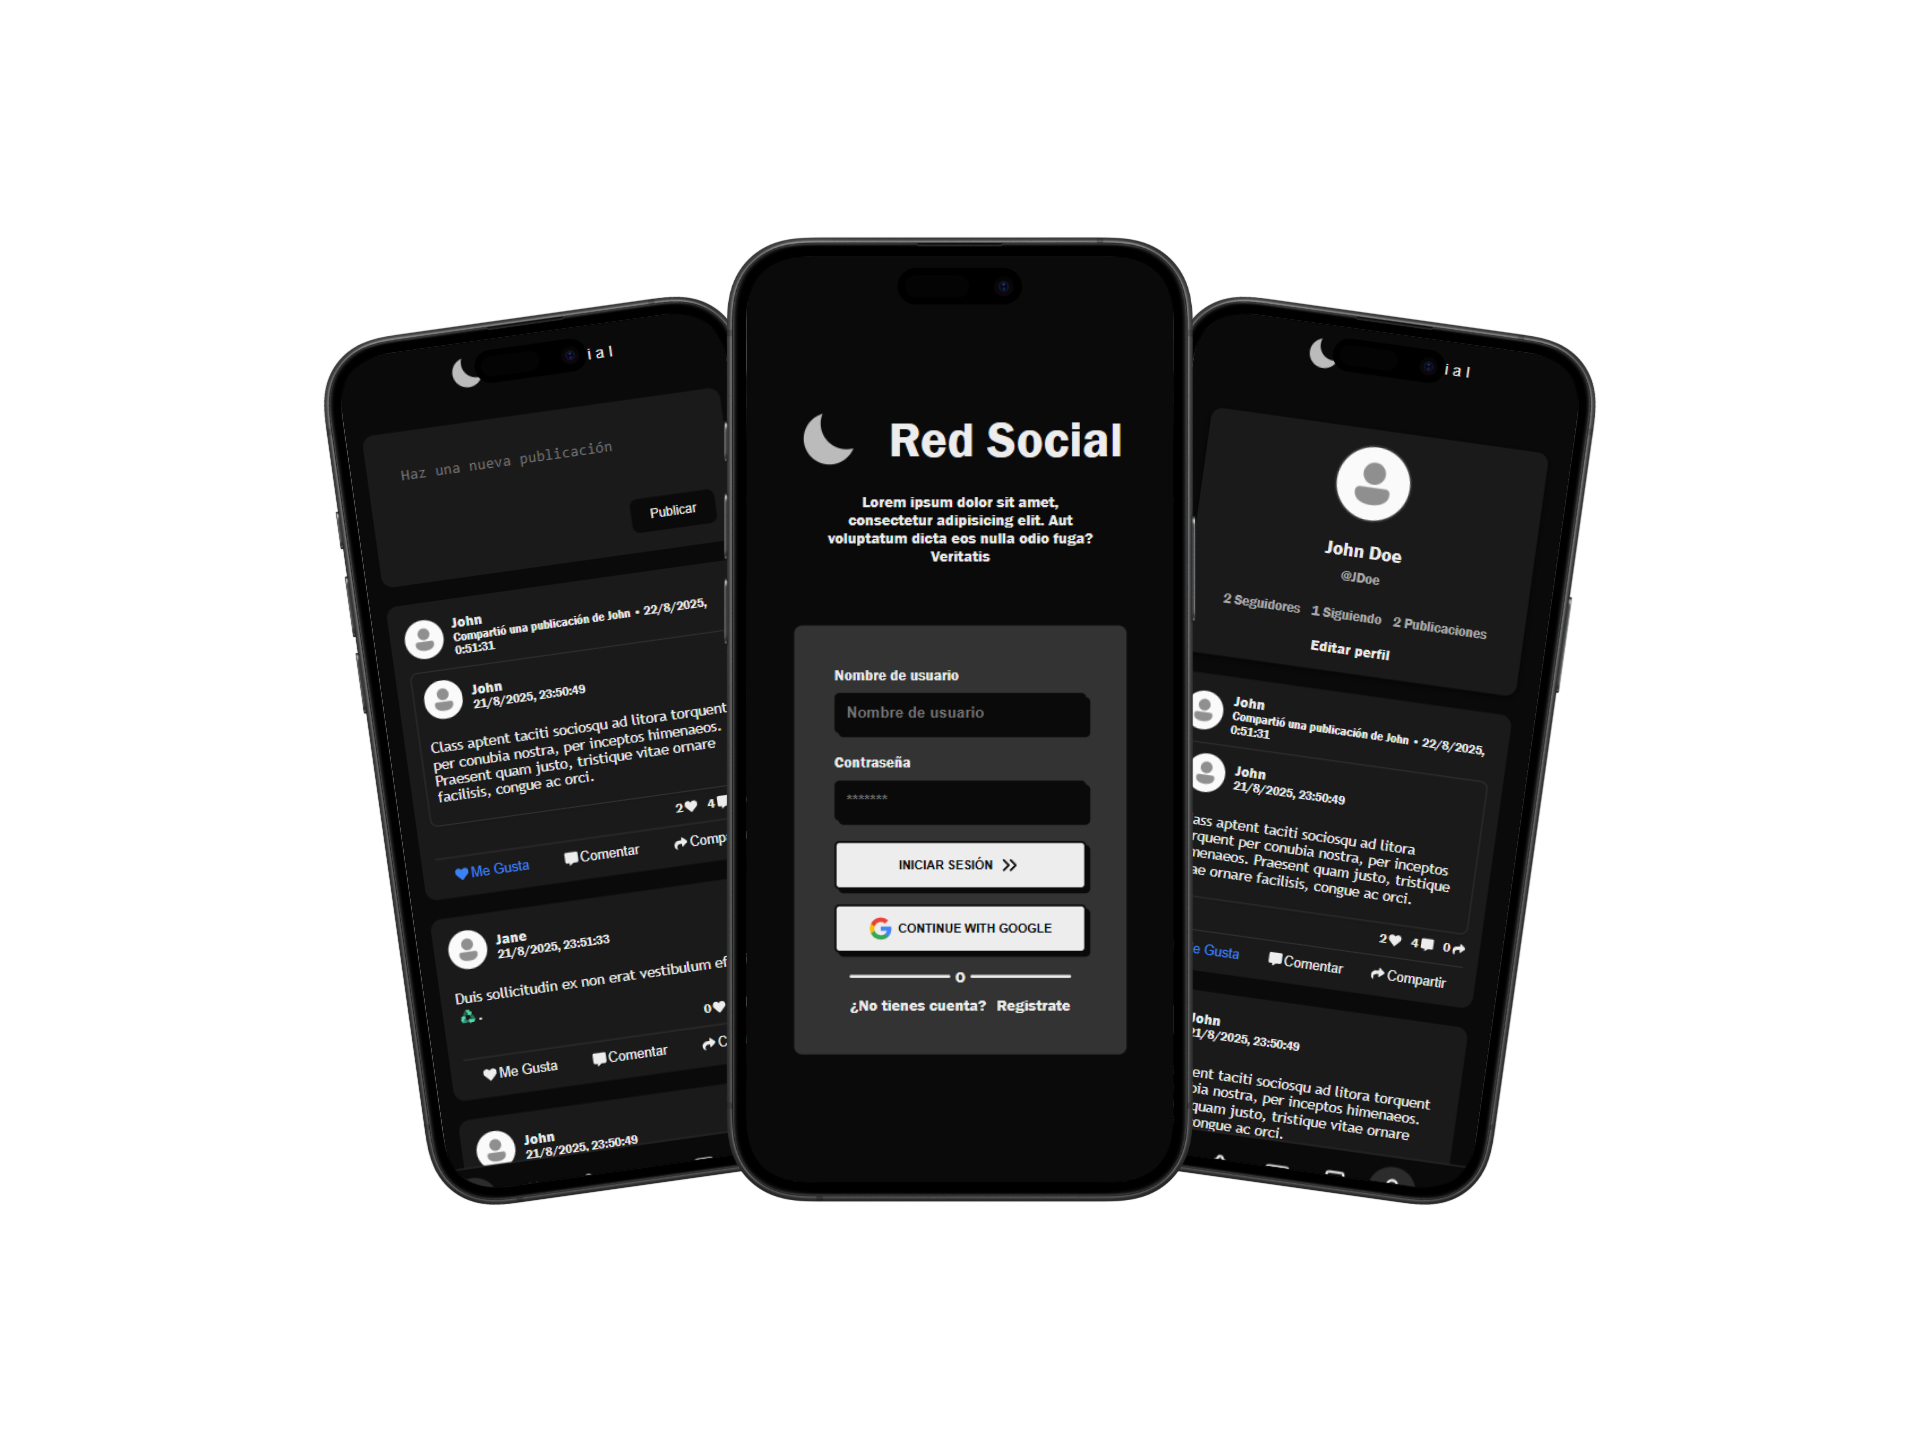 ial
Haz una nueva publicación
Publicar
John
Compartió una publicación de John • 22/8/2025,
0:51:31
John
21/8/2025, 23:50:49
Class aptent taciti sociosqu ad litora torquent
per conubia nostra, per inceptos himenaeos.
Praesent quam justo, tristique vitae ornare
facilisis, congue ac orci.
2 4
Me Gusta Comentar Comp
Jane
21/8/2025, 23:51:33
Duis sollicitudin ex non erat vestibulum ef
.
0
Me Gusta Comentar C
John
21/8/2025, 23:50:49
Red Social
Lorem ipsum dolor sit amet,
consectetur adipisicing elit. Aut
voluptatum dicta eos nulla odio fuga?
Veritatis
Nombre de usuario
Nombre de usuario
Contraseña
*******
INICIAR SESIÓN
CONTINUE WITH GOOGLE
O
¿No tienes cuenta? Registrate
ial
John Doe
@JDoe
2 Seguidores 1 Siguiendo 2 Publicaciones
Editar perfil
John
Compartió una publicación de John • 22/8/2025,
0:51:31
John
21/8/2025, 23:50:49
ass aptent taciti sociosqu ad litora
rquent per conubia nostra, per inceptos
menaeos. Praesent quam justo, tristique
ae ornare facilisis, congue ac orci.
2 4 0
e Gusta Comentar Compartir
John
21/8/2025, 23:50:49
ent taciti sociosqu ad litora torquent
bia nostra, per inceptos himenaeos.
quam justo, tristique vitae ornare
ongue ac orci.